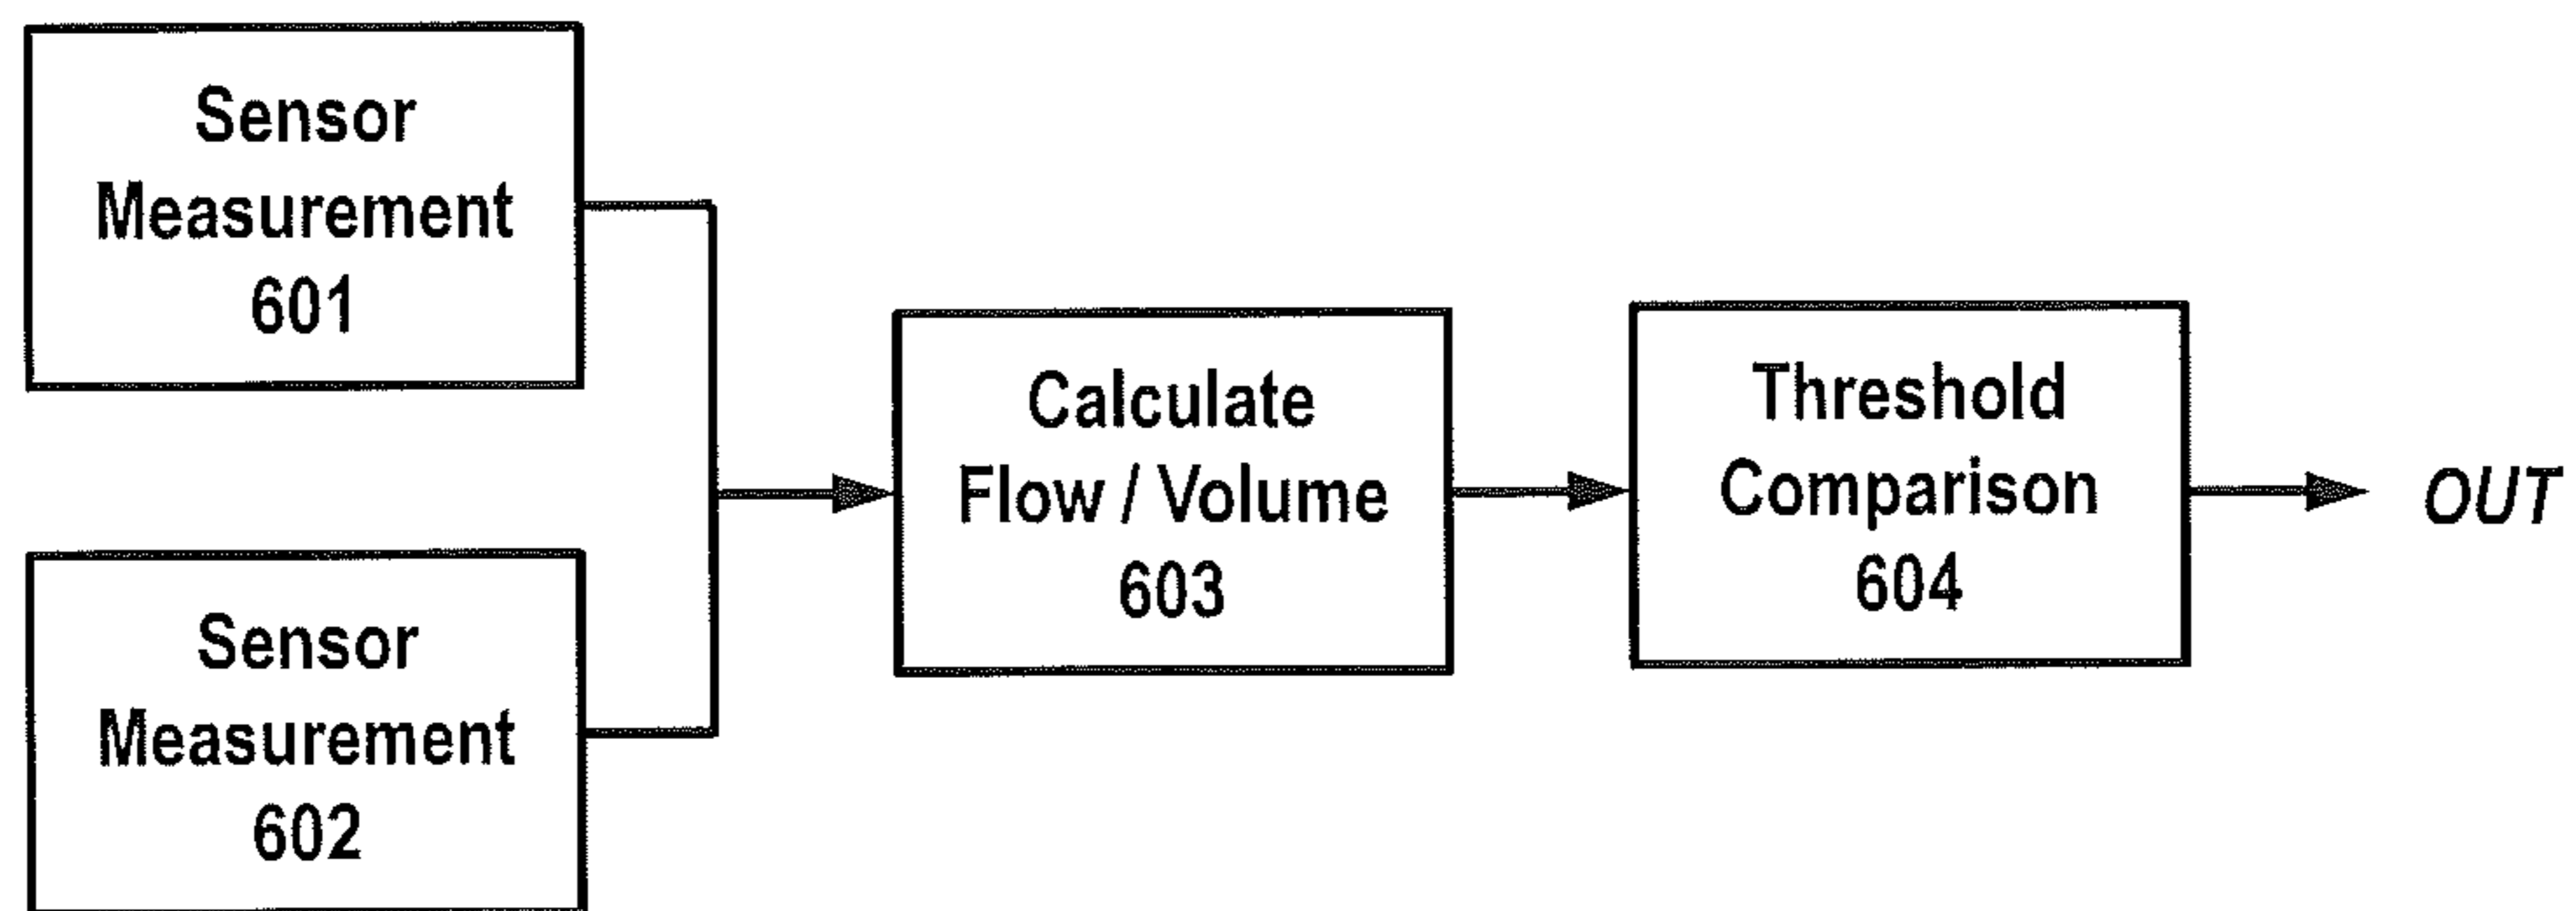 Sensor
Measurement
601
Sensor
Measurement
602
Calculate
Flow / Volume
603
Threshold
Comparison
604
OUT